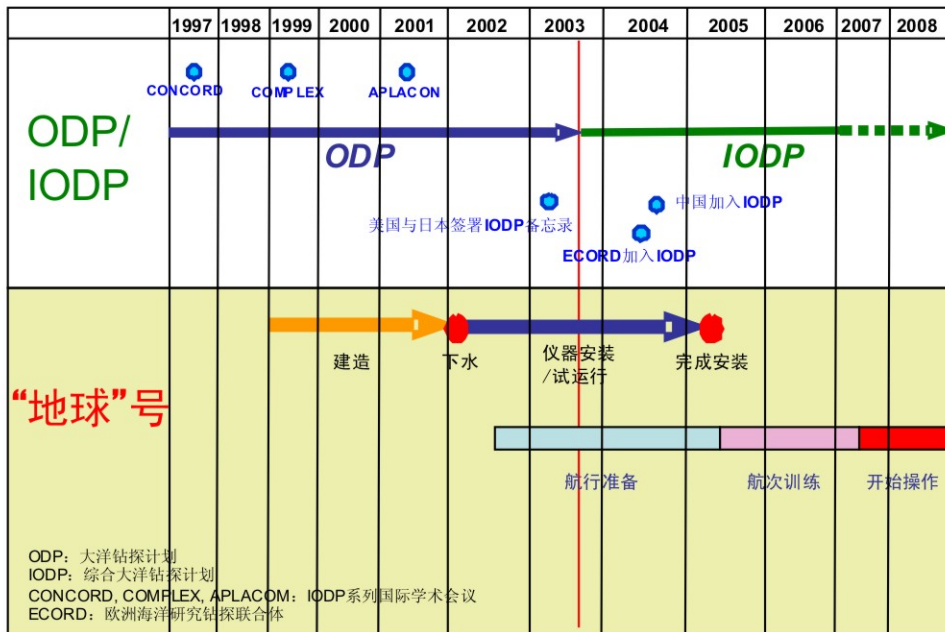 1997 1998 1999 2000 2001 2002 2003 2004 2005 2006 2007 2008
CONCORD COMPLEX APLACON
ODP/
IODP
ODP IODP
美国与日本签署IODP备忘录
中国加入IODP
ECORD加入IODP
“地球”号
建造 下水 仪器安装 完成安装
/试运行
航行准备 航次训练 开始操作
ODP：大洋钻探计划
IODP：综合大洋钻探计划
CONCORD, COMPLEX, APLACOM：IODP系列国际学术会议
ECORD：欧洲海洋研究钻探联合体